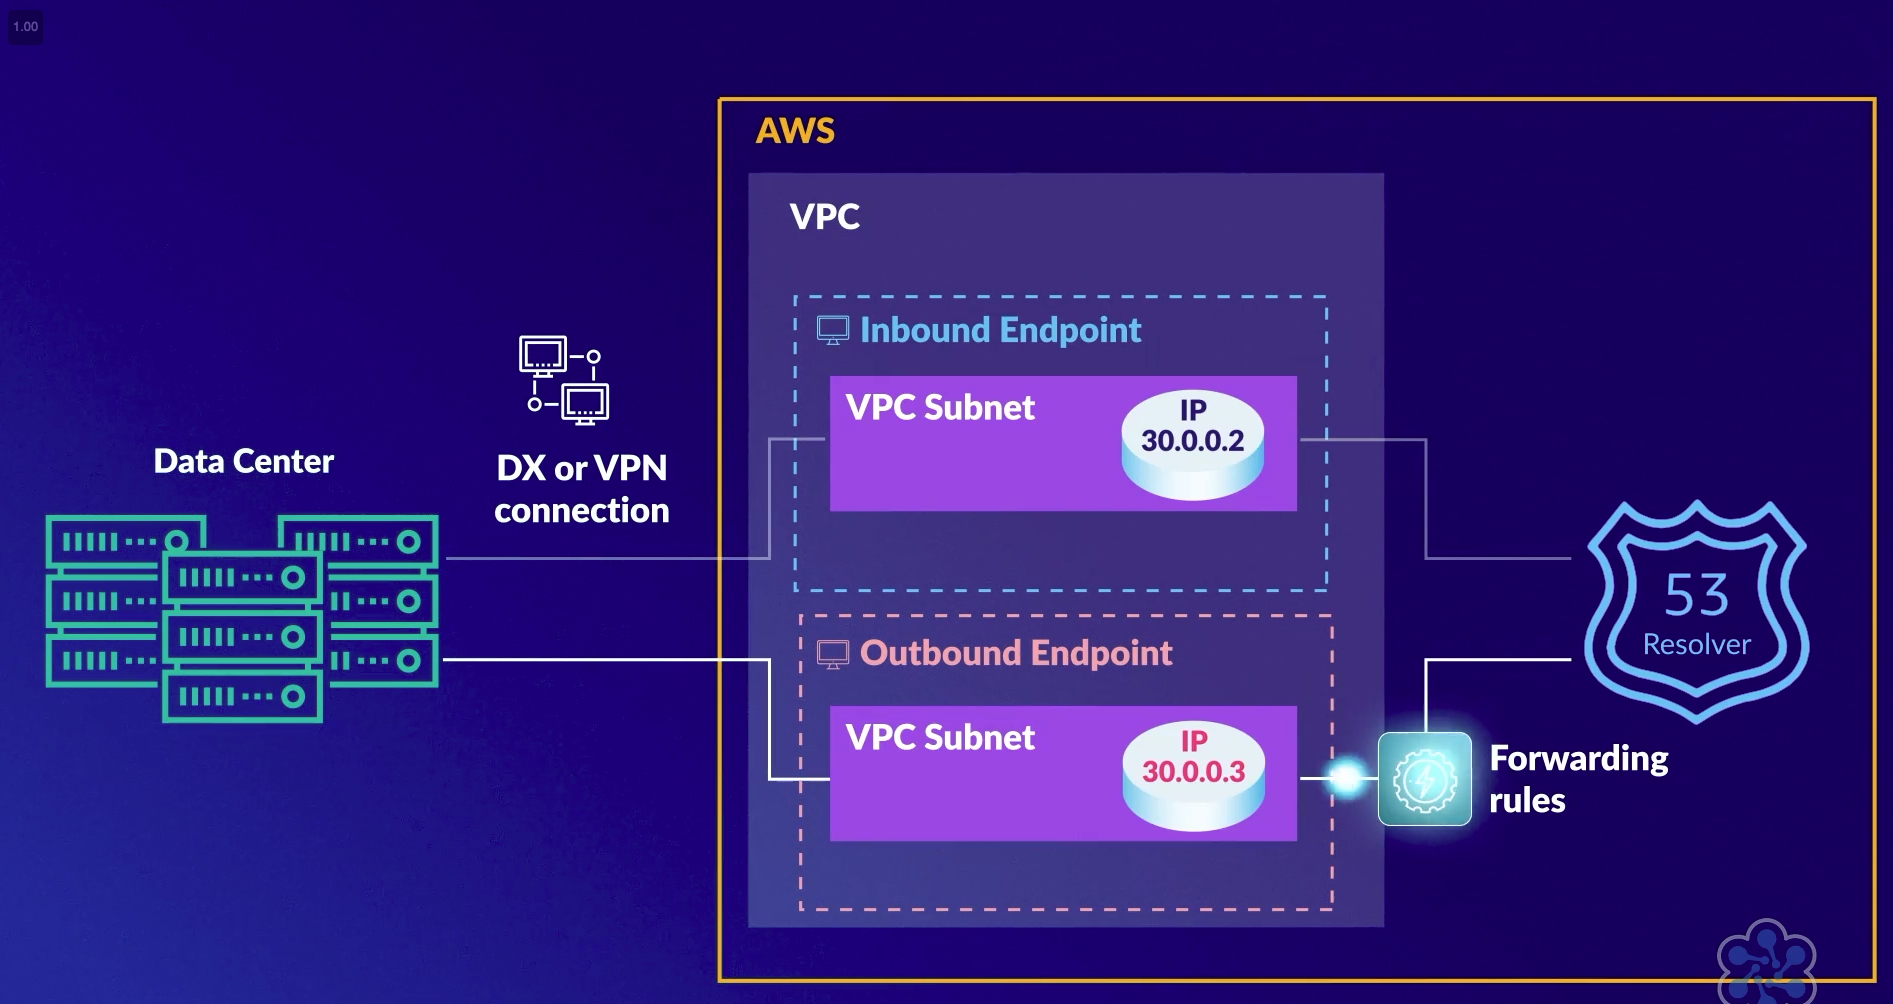 1.00
AWS
VPC
Inbound Endpoint
VPC Subnet
IP
30.0.0.2
Data Center
DX or VPN
connection
53
Resolver
Outbound Endpoint
VPC Subnet
IP
30.0.0.3
Forwarding
rules